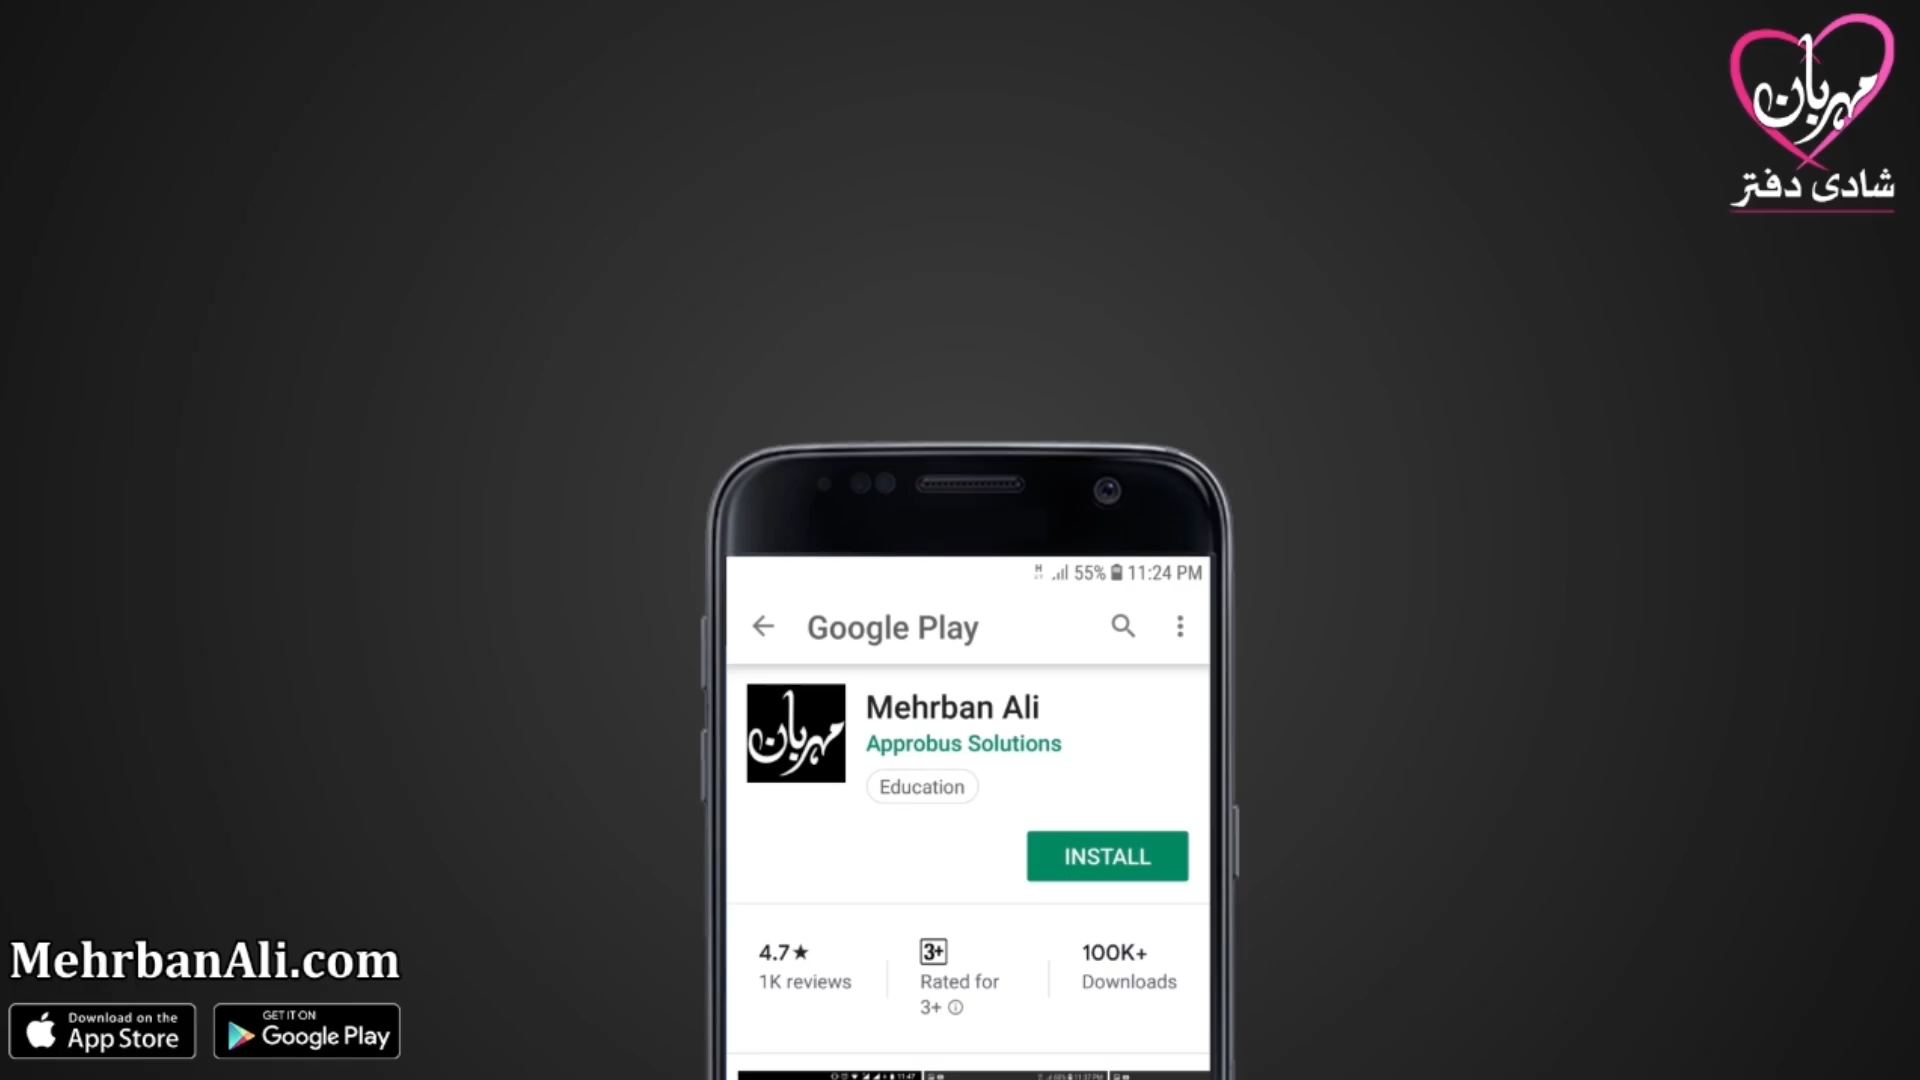 مہربان
شادی دفتر
55% 11:24 PM
Google Play
مہربان
Mehrban Ali
Approbus Solutions
Education
INSTALL
4.7★
1K reviews
3+
Rated for
3+
100K+
Downloads
MehrbanAli.com
Download on the
App Store
GET IT ON
Google Play